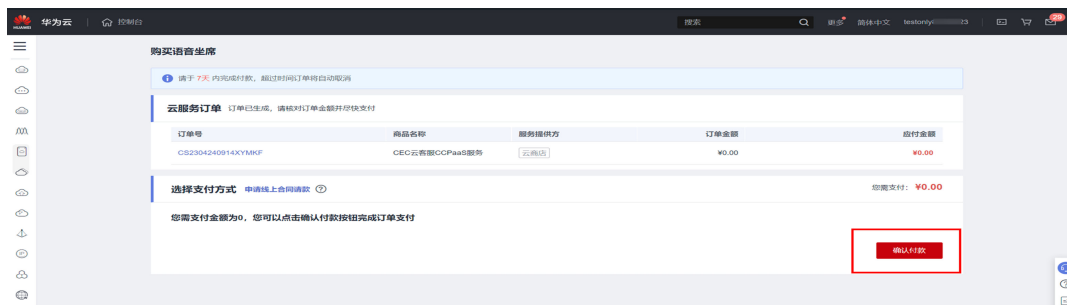 HUAWEI 华为云 控制台 搜索 更多 简体中文 testonlyi 23 29
购买语音坐席
请于 7天 内完成付款，超过时间订单将自动取消
云服务订单 订单已生成，请核对订单金额并尽快支付
订单号 商品名称 服务提供方 订单金额 应付金额
CS2304240914XYMKF CEC云客服CCPaaS服务 云商店 ¥0.00 ¥0.00
选择支付方式 申请线上合同请款 您需支付： ¥0.00
您需支付金额为0，您可以点击确认付款按钮完成订单支付
确认付款